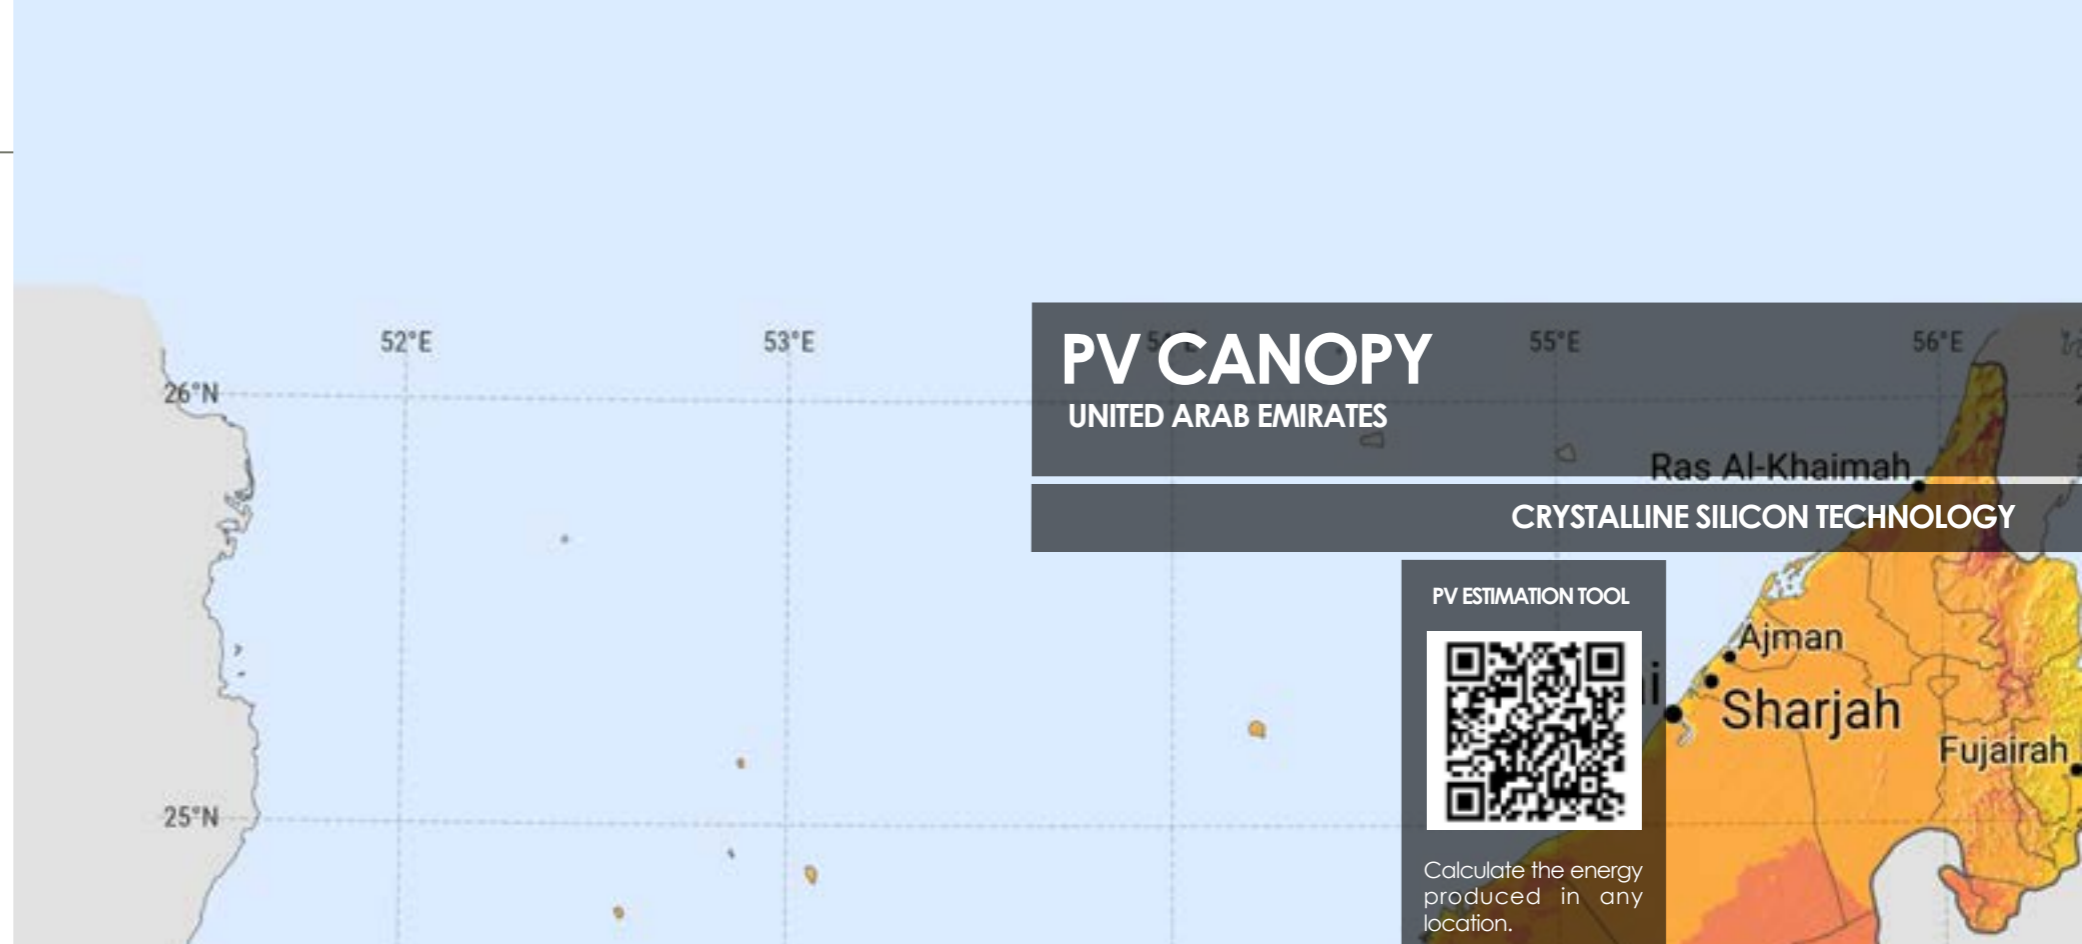 52°E
53°E
55°E
56°E
PV CANOPY
26°N
UNITED ARAB EMIRATES
Ras Al-Khaimah
CRYSTALLINE SILICON TECHNOLOGY
PV ESTIMATION TOOL
Ajman
Sharjah
Fujairah
25°N
Calculate the energy
produced in any
location.